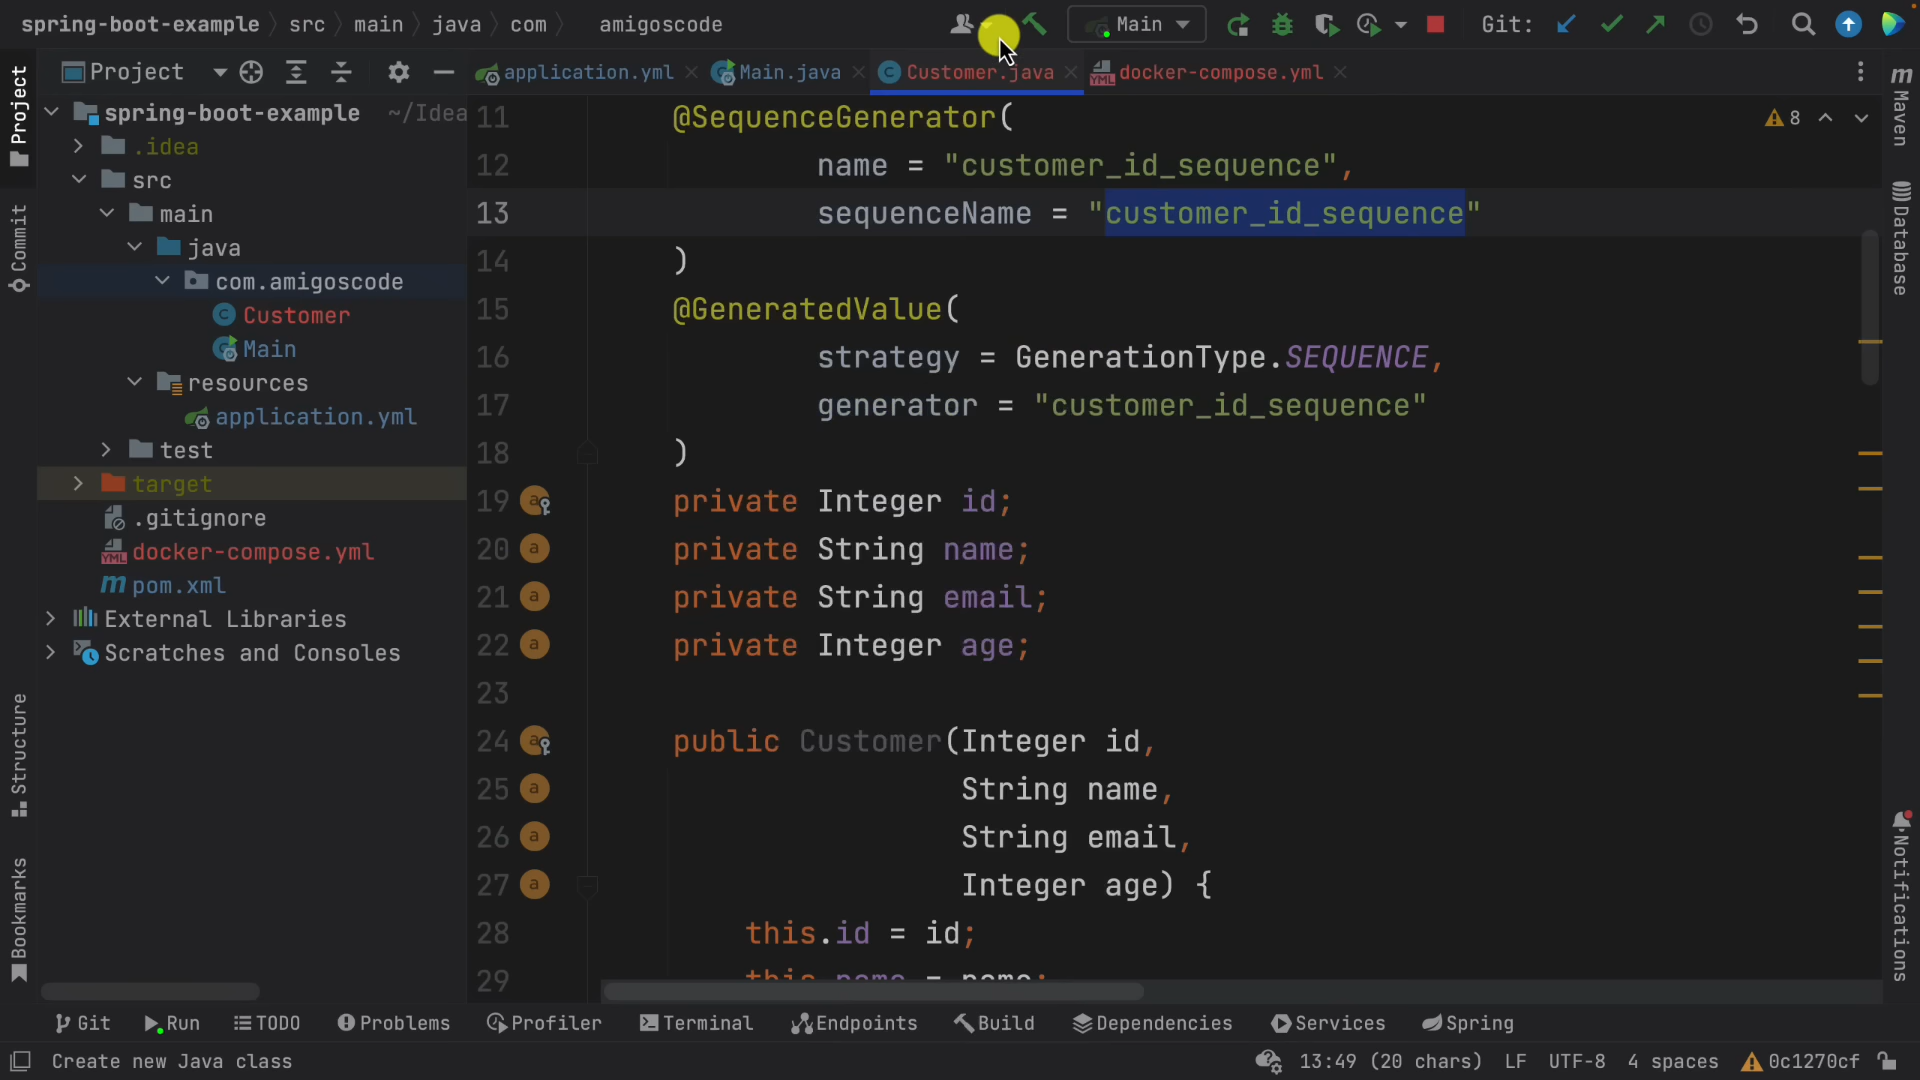 spring-boot-example
src
main
java
com
amigoscode
Main
Git:
Project
application.yml
Main.java
Customer.java
docker-compose.yml
Project
Commit
Structure
Bookmarks
spring-boot-example ~/Idea
.idea
src
main
java
com.amigoscode
Customer
Main
resources
application.yml
test
target
.gitignore
docker-compose.yml
pom.xml
External Libraries
Scratches and Consoles
8
11 @SequenceGenerator(
12 name = "customer_id_sequence",
13 sequenceName = "customer_id_sequence"
14 )
15 @GeneratedValue(
16 strategy = GenerationType.SEQUENCE,
17 generator = "customer_id_sequence"
18 )
19 private Integer id;
20 private String name;
21 private String email;
22 private Integer age;
23
24 public Customer(Integer id,
25 String name,
26 String email,
27 Integer age) {
28 this.id = id;
29 this.name = name;
m Maven
Database
Notifications
Git
Run
TODO
Problems
Profiler
Terminal
Endpoints
Build
Dependencies
Services
Spring
Create new Java class
13:49 (20 chars)
LF
UTF-8
4 spaces
0c1270cf